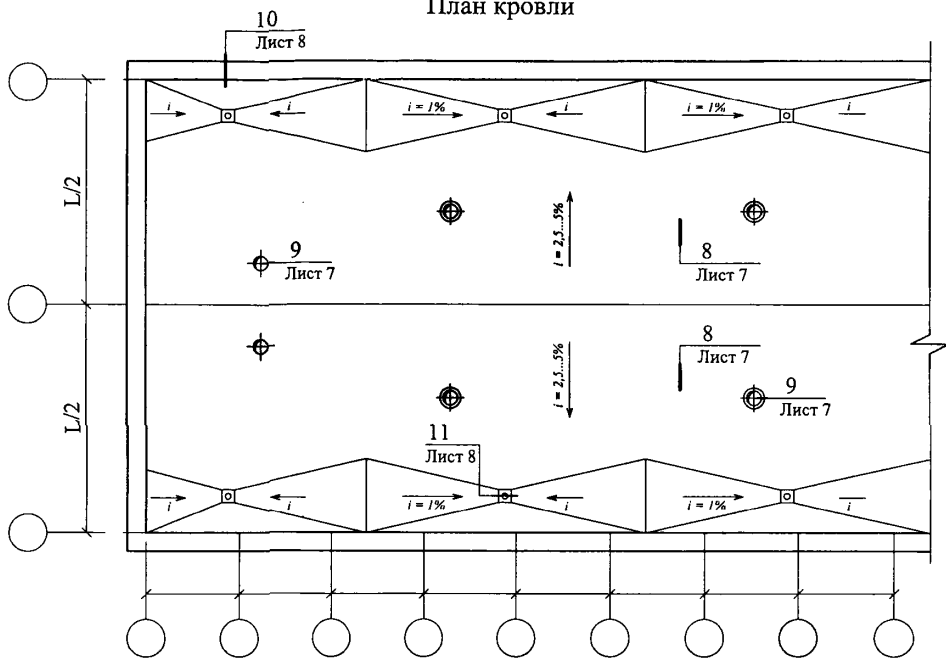 План кровли
10
Лист 8
i
i
i = 1%
i
i = 1%
i
L/2
i = 2,5...5%
9
Лист 7
8
Лист 7
8
Лист 7
i = 2,5...5%
9
Лист 7
L/2
11
Лист 8
i
i
i = 1%
i
i = 1%
i